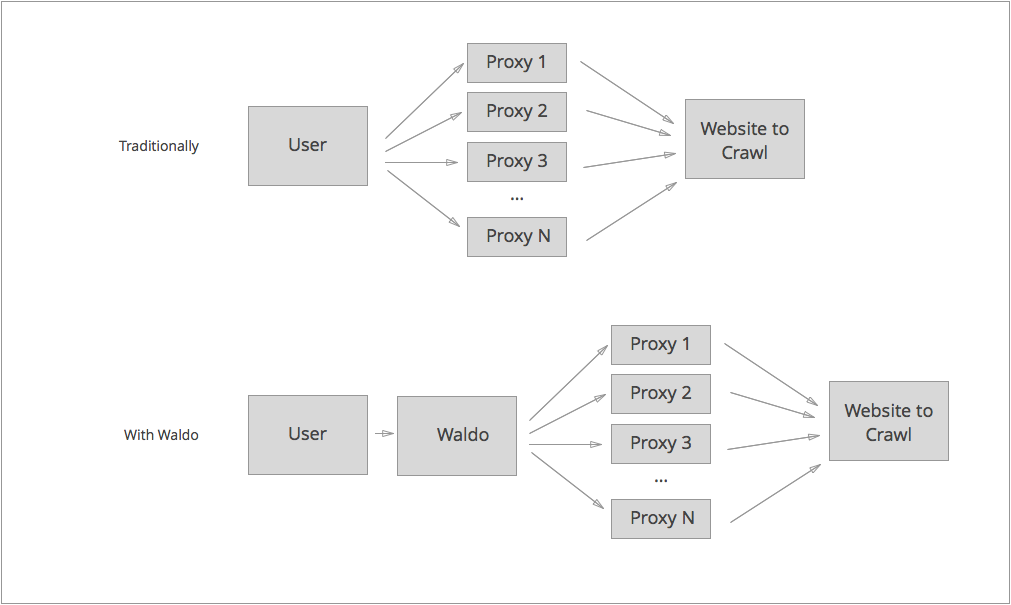 Traditionally
User
Proxy 1
Proxy 2
Proxy 3
...
Proxy N
Website to
Crawl
With Waldo
User
Waldo
Proxy 1
Proxy 2
Proxy 3
...
Proxy N
Website to
Crawl